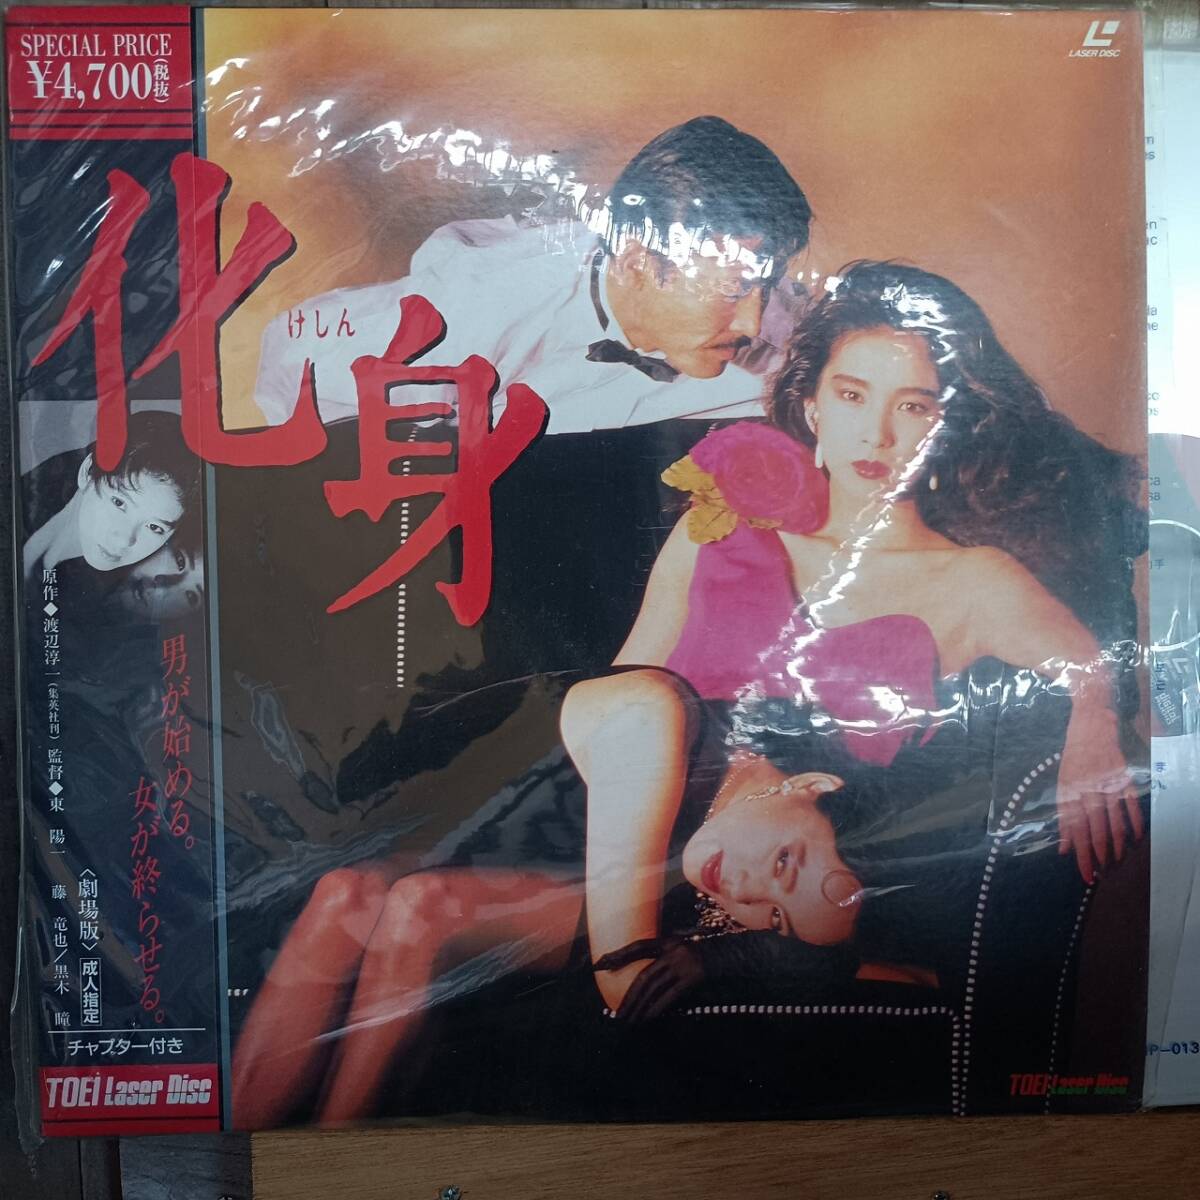 SPECIAL PRICE
¥4,700(税抜)
LASER DISC
化身
けしん
原作◆渡辺淳一(集英社刊) 監督◆東 陽一 藤 竜也/黒木 瞳
男が始める。
女が終らせる。
〈劇場版〉 成人指定
チャプター付き
TOEI Laser Disc
TOEI Laser Disc
P-013